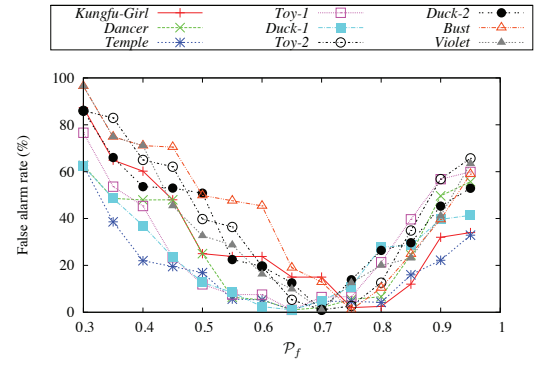 Kungfu-Girl Toy-1 Duck-2
Dancer Duck-1 Bust
Temple Toy-2 Violet
100
80
60
40
20
0
False alarm rate (%)
0.3 0.4 0.5 0.6 0.7 0.8 0.9 1
𝒫f